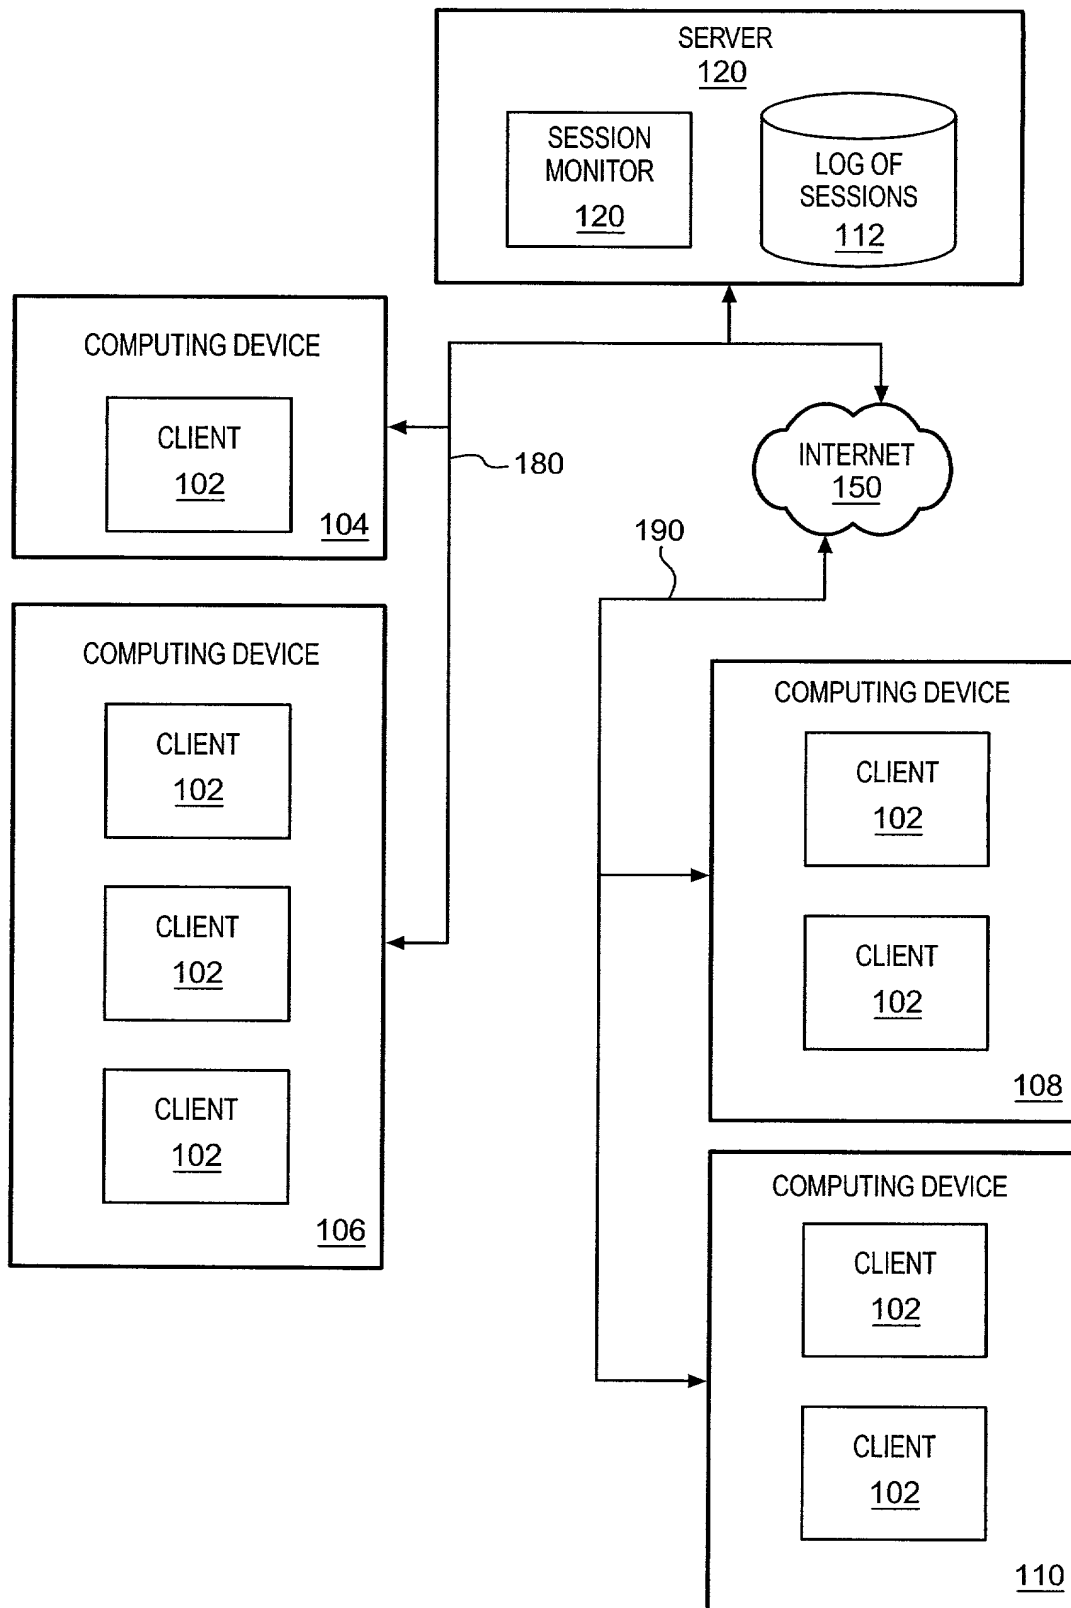 SERVER
120
SESSION
MONITOR
120
LOG OF
SESSIONS
112
COMPUTING DEVICE
CLIENT
102
104
180
INTERNET
150
190
COMPUTING DEVICE
CLIENT
102
CLIENT
102
CLIENT
102
106
COMPUTING DEVICE
CLIENT
102
CLIENT
102
108
COMPUTING DEVICE
CLIENT
102
CLIENT
102
110